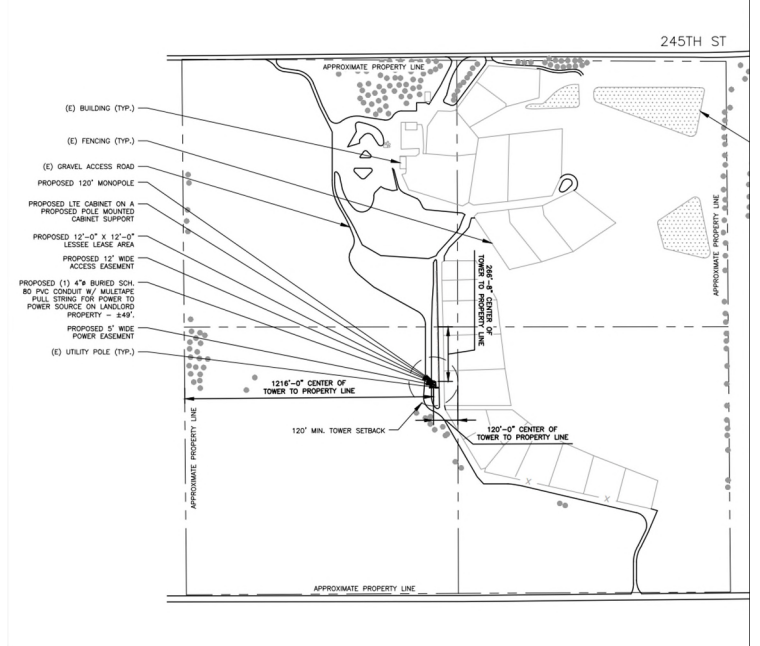 245TH ST
APPROXIMATE PROPERTY LINE
(E) BUILDING (TYP.)
(E) FENCING (TYP.)
(E) GRAVEL ACCESS ROAD
PROPOSED 120' MONOPOLE
PROPOSED LTE CABINET ON A
PROPOSED POLE MOUNTED
CABINET SUPPORT
PROPOSED 12'-0" X 12'-0"
LESSEE LEASE AREA
PROPOSED 12' WIDE
ACCESS EASEMENT
PROPOSED (1) 4"ø BURIED SCH.
80 PVC CONDUIT W/ MULETAPE
PULL STRING FOR POWER TO
POWER SOURCE ON LANDLORD
PROPERTY - ±49'.
PROPOSED 5' WIDE
POWER EASEMENT
(E) UTILITY POLE (TYP.)
APPROXIMATE PROPERTY LINE
266'-8" CENTER OF
TOWER TO PROPERTY LINE
1216'-0" CENTER OF
TOWER TO PROPERTY LINE
120' MIN. TOWER SETBACK
120'-0" CENTER OF
TOWER TO PROPERTY LINE
APPROXIMATE PROPERTY LINE
X
X
APPROXIMATE PROPERTY LINE